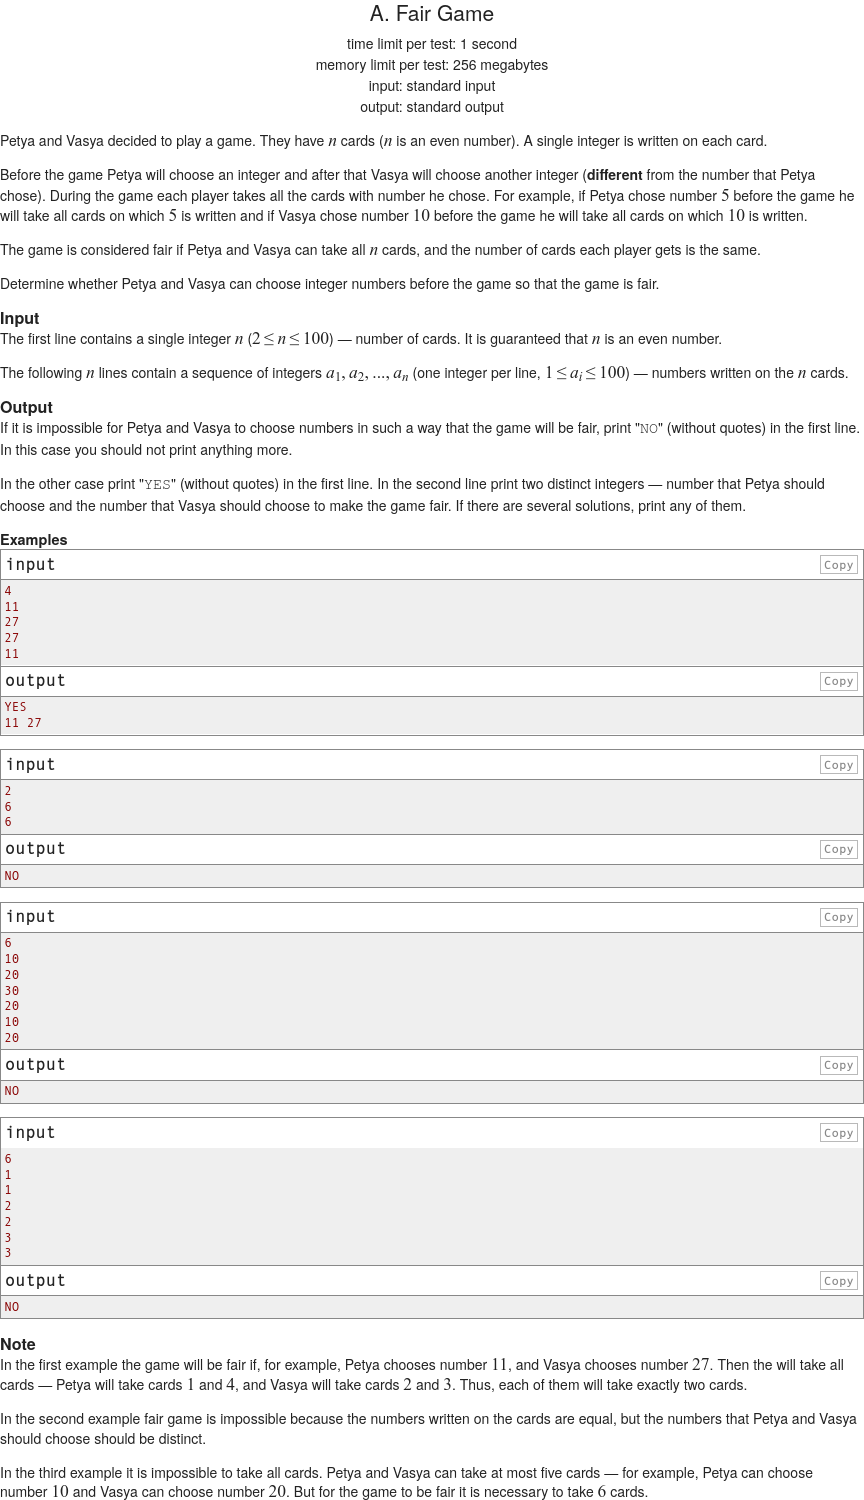 A. Fair Game
time limit per test: 1 second
memory limit per test: 256 megabytes
input: standard input
output: standard output
Petya and Vasya decided to play a game. They have n cards (n is an even number). A single integer is written on each card.
Before the game Petya will choose an integer and after that Vasya will choose another integer (different from the number that Petya
chose). During the game each player takes all the cards with number he chose. For example, if Petya chose number 5 before the game he
will take all cards on which 5 is written and if Vasya chose number 10 before the game he will take all cards on which 10 is written.
The game is considered fair if Petya and Vasya can take all n cards, and the number of cards each player gets is the same.
Determine whether Petya and Vasya can choose integer numbers before the game so that the game is fair.
Input
The first line contains a single integer n (2 ≤ n ≤ 100) — number of cards. It is guaranteed that n is an even number.
The following n lines contain a sequence of integers a₁, a₂, ..., aₙ (one integer per line, 1 ≤ aᵢ ≤ 100) — numbers written on the n cards.
Output
If it is impossible for Petya and Vasya to choose numbers in such a way that the game will be fair, print "NO" (without quotes) in the first line.
In this case you should not print anything more.
In the other case print "YES" (without quotes) in the first line. In the second line print two distinct integers — number that Petya should
choose and the number that Vasya should choose to make the game fair. If there are several solutions, print any of them.
Examples
input Copy
4
11
27
27
11
output Copy
YES
11 27
input Copy
2
6
6
output Copy
NO
input Copy
6
10
20
30
20
10
20
output Copy
NO
input Copy
6
1
1
2
2
3
3
output Copy
NO
Note
In the first example the game will be fair if, for example, Petya chooses number 11, and Vasya chooses number 27. Then the will take all
cards — Petya will take cards 1 and 4, and Vasya will take cards 2 and 3. Thus, each of them will take exactly two cards.
In the second example fair game is impossible because the numbers written on the cards are equal, but the numbers that Petya and Vasya
should choose should be distinct.
In the third example it is impossible to take all cards. Petya and Vasya can take at most five cards — for example, Petya can choose
number 10 and Vasya can choose number 20. But for the game to be fair it is necessary to take 6 cards.